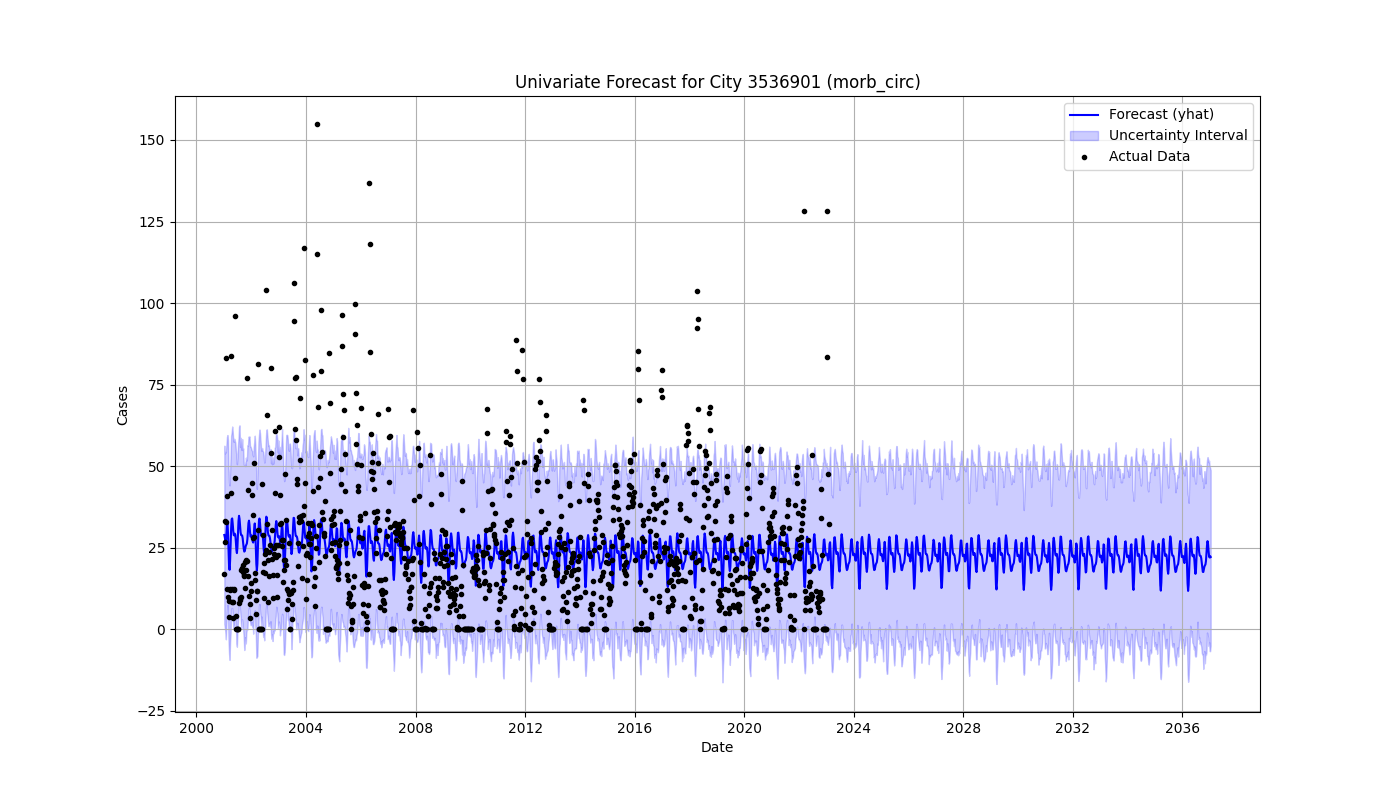 Univariate Forecast for City 3536901 (morb_circ)
Forecast (yhat)
Uncertainty Interval
Actual Data
Cases
150
125
100
75
50
25
0
−25
2000 2004 2008 2012 2016 2020 2024 2028 2032 2036
Date